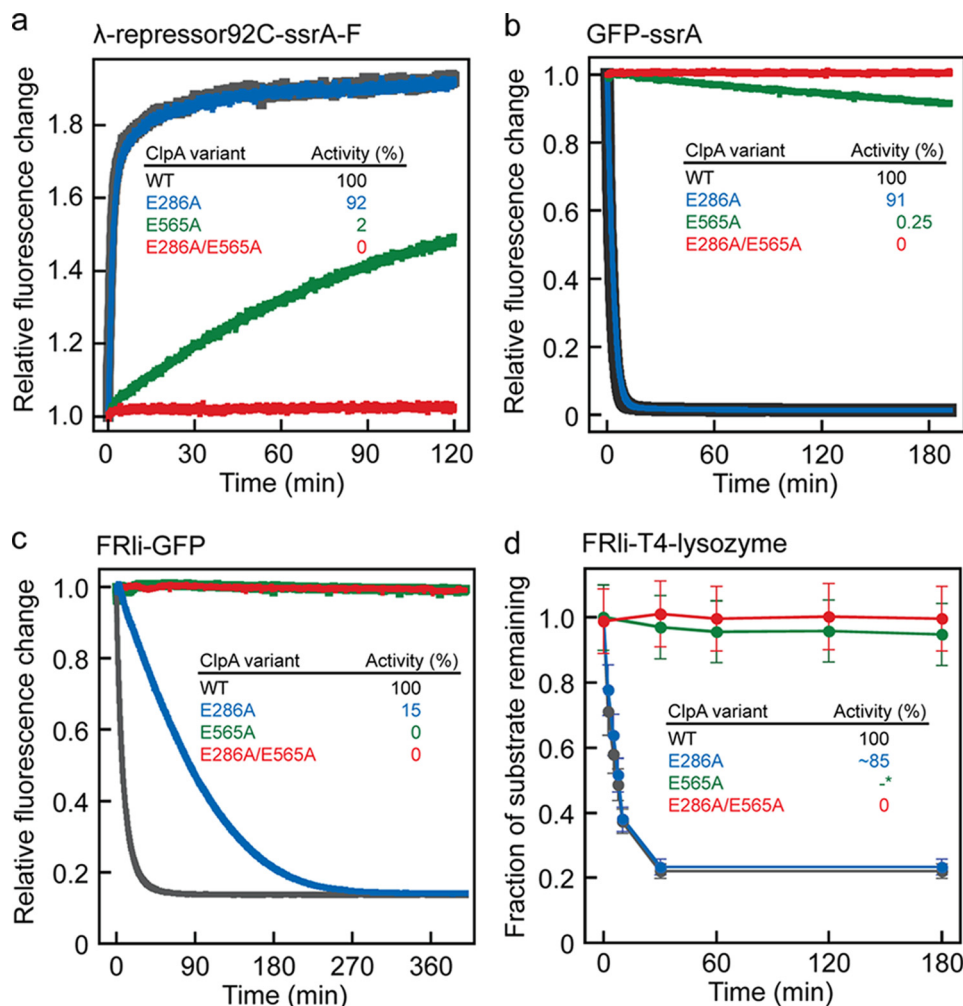 a
λ-repressor92C-ssrA-F
Relative fluorescence change
1.8
1.6
1.4
1.2
1.0
ClpA variant Activity (%)
WT 100
E286A 92
E565A 2
E286A/E565A 0
0 30 60 90 120
Time (min)
b
GFP-ssrA
Relative fluorescence change
1.0
0.8
0.6
0.4
0.2
0
ClpA variant Activity (%)
WT 100
E286A 91
E565A 0.25
E286A/E565A 0
0 60 120 180
Time (min)
c
FRli-GFP
Relative fluorescence change
1.0
0.8
0.6
0.4
0.2
ClpA variant Activity (%)
WT 100
E286A 15
E565A 0
E286A/E565A 0
0 90 180 270 360
Time (min)
d
FRli-T4-lysozyme
Fraction of substrate remaining
1.0
0.8
0.6
0.4
0.2
0
ClpA variant Activity (%)
WT 100
E286A ~85
E565A -*
E286A/E565A 0
0 60 120 180
Time (min)